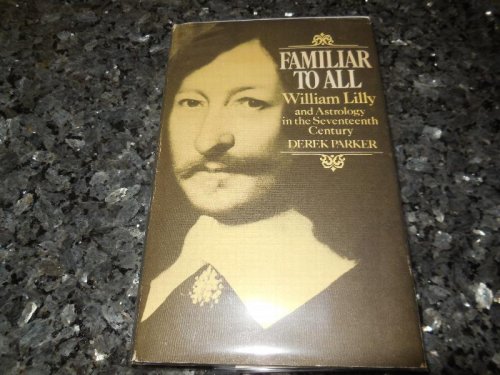 FAMILIAR
TO ALL
William Lilly
and Astrology
in the Seventeenth
Century
DEREK PARKER